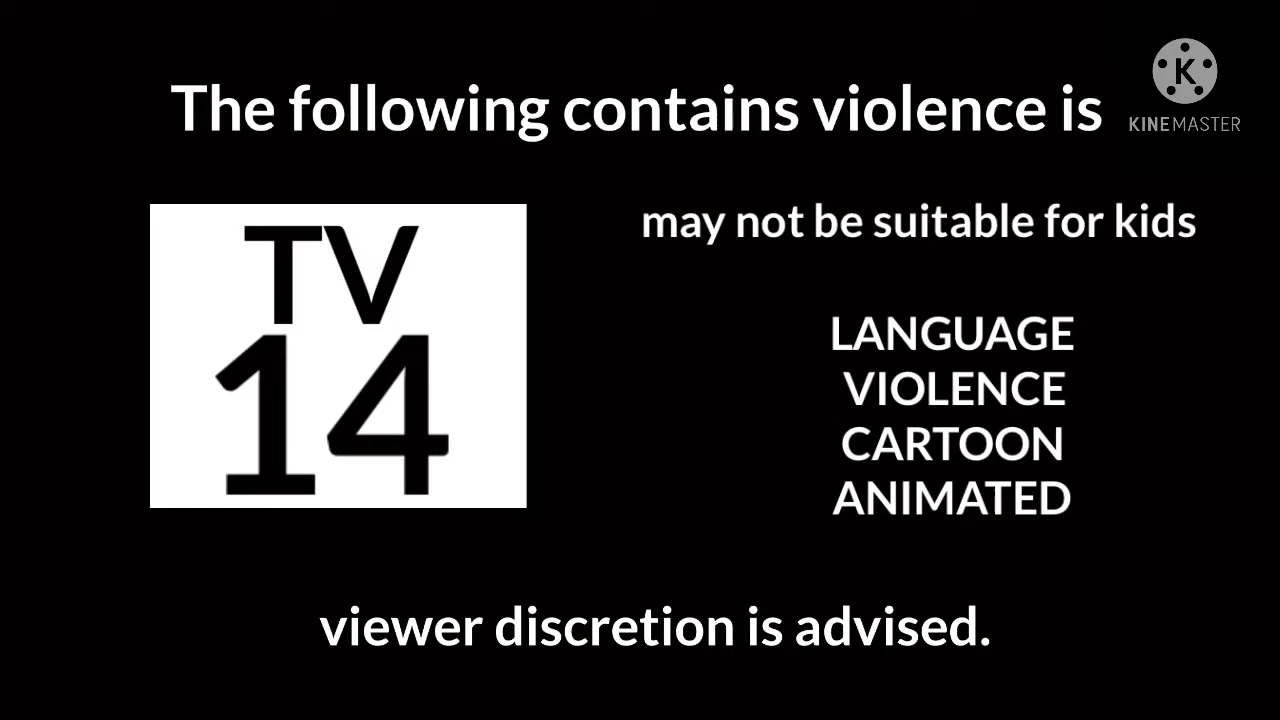 The following contains violence is
K
KINEMASTER
TV
14
may not be suitable for kids
LANGUAGE
VIOLENCE
CARTOON
ANIMATED
viewer discretion is advised.